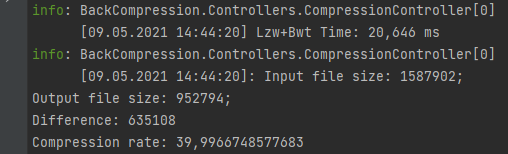 info: BackCompression.Controllers.CompressionController[0]
[09.05.2021 14:44:20] Lzw+Bwt Time: 20,646 ms
info: BackCompression.Controllers.CompressionController[0]
[09.05.2021 14:44:20]: Input file size: 1587902;
Output file size: 952794;
Difference: 635108
Compression rate: 39,9966748577683